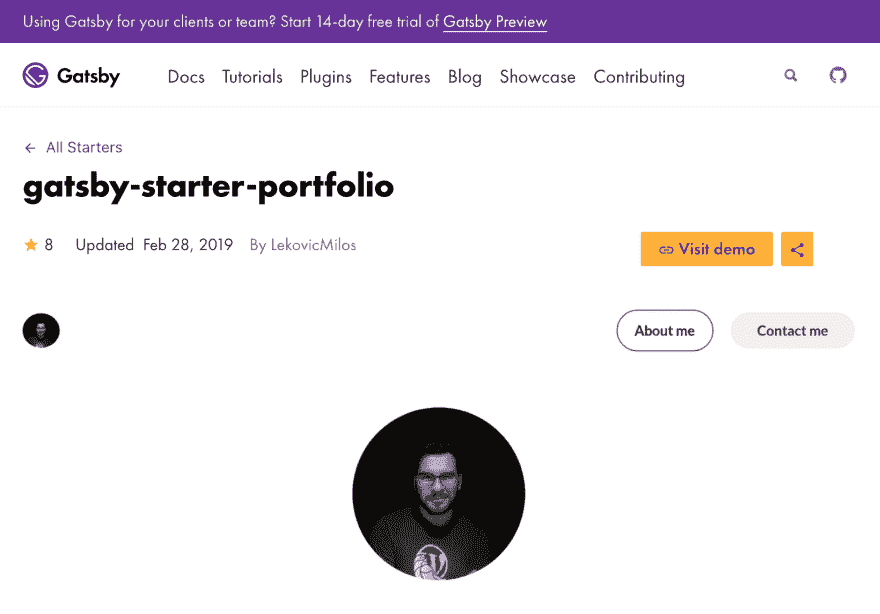 Using Gatsby for your clients or team? Start 14-day free trial of Gatsby Preview
Gatsby Docs Tutorials Plugins Features Blog Showcase Contributing
← All Starters
gatsby-starter-portfolio
8 Updated Feb 28, 2019 By LekovicMilos Visit demo
About me Contact me